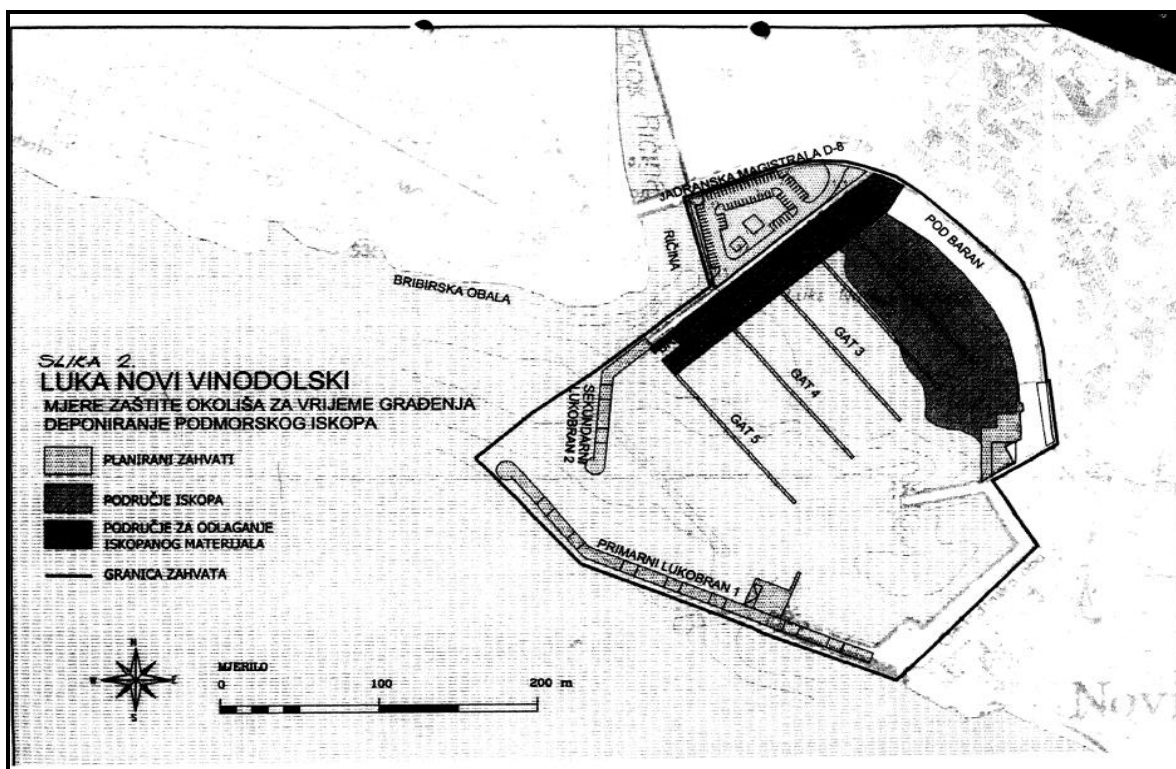 JADRANSKA MAGISTRALA D-8
POD BARAN
RIČINA
BRIBIRSKA OBALA
GAT 3
GAT 4
GAT 5
SEKUNDARNI
LUKOBRAN 2
PRIMARNI LUKOBRAN 1
SLIKA 2.
LUKA NOVI VINODOLSKI
MJERE ZAŠTITE OKOLIŠA ZA VRIJEME GRAĐENJA
DEPONIRANJE PODMORSKOG ISKOPA
PLANIRANI ZAHVATI
PODRUČJE ISKOPA
PODRUČJE ZA ODLAGANJE
ISKOPANOG MATERIJALA
GRANICA ZAHVATA
N
W E
S
MJERILO
0 100 200 m
Nov